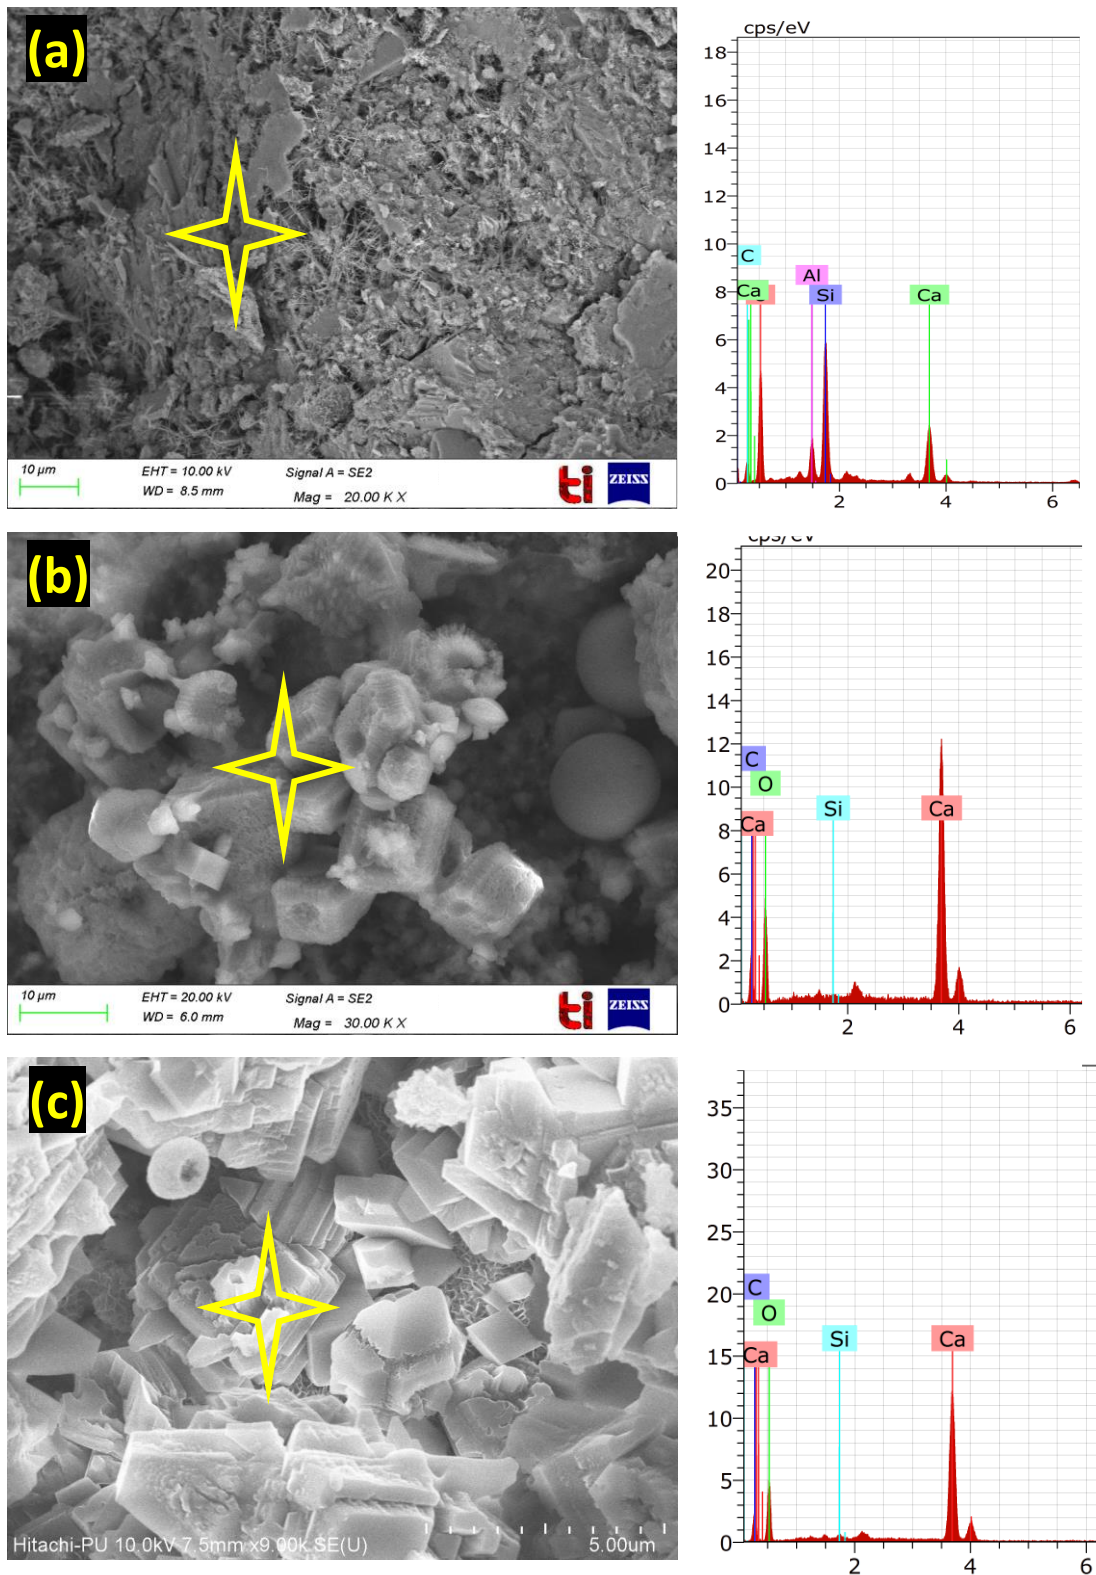 (a)
10 µm
EHT = 10.00 kV
WD = 8.5 mm
Signal A = SE2
Mag = 20.00 K X
ti
ZEISS
cps/eV
18
16
14
12
10
8
6
4
2
0
C
Ca
Al
Si
Ca
2
4
6
(b)
10 µm
EHT = 20.00 kV
WD = 6.0 mm
Signal A = SE2
Mag = 30.00 K X
ti
ZEISS
cps/eV
20
18
16
14
12
10
8
6
4
2
0
C
O
Ca
Si
Ca
2
4
6
(c)
Hitachi-PU 10.0kV 7.5mm x9.00k SE(U)
5.00um
35
30
25
20
15
10
5
0
C
O
Ca
Si
Ca
2
4
6